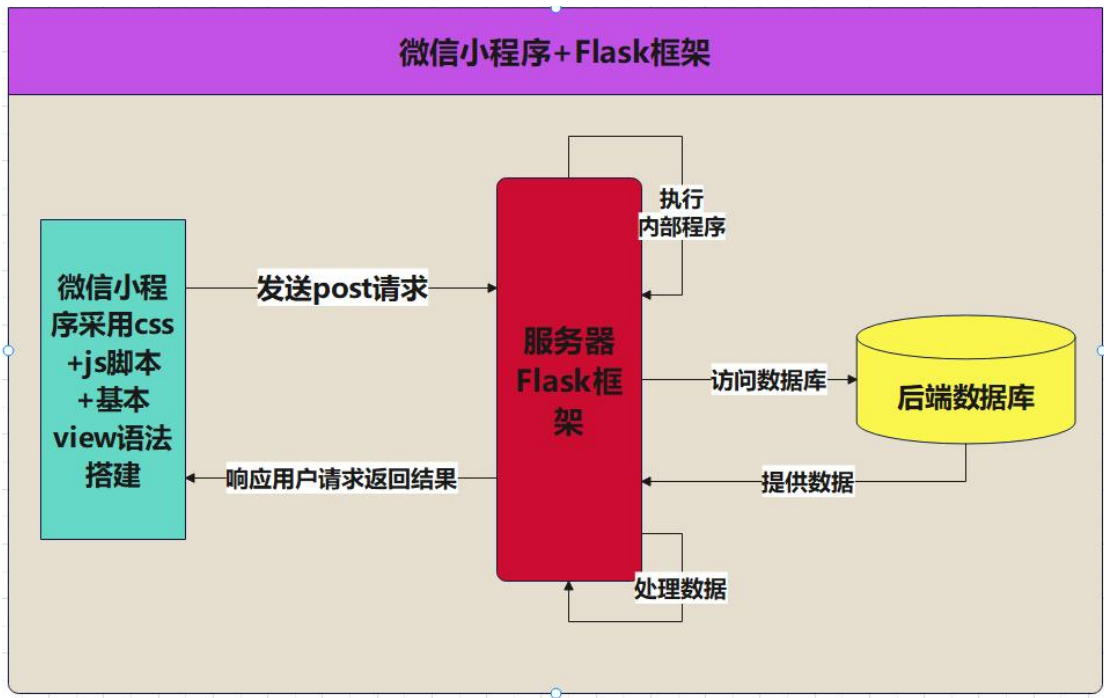 微信小程序+Flask框架
执行
内部程序
微信小程
序采用css
+js脚本
+基本
view语法
搭建
发送post请求
服务器
Flask框
架
访问数据库
后端数据库
响应用户请求返回结果
提供数据
处理数据